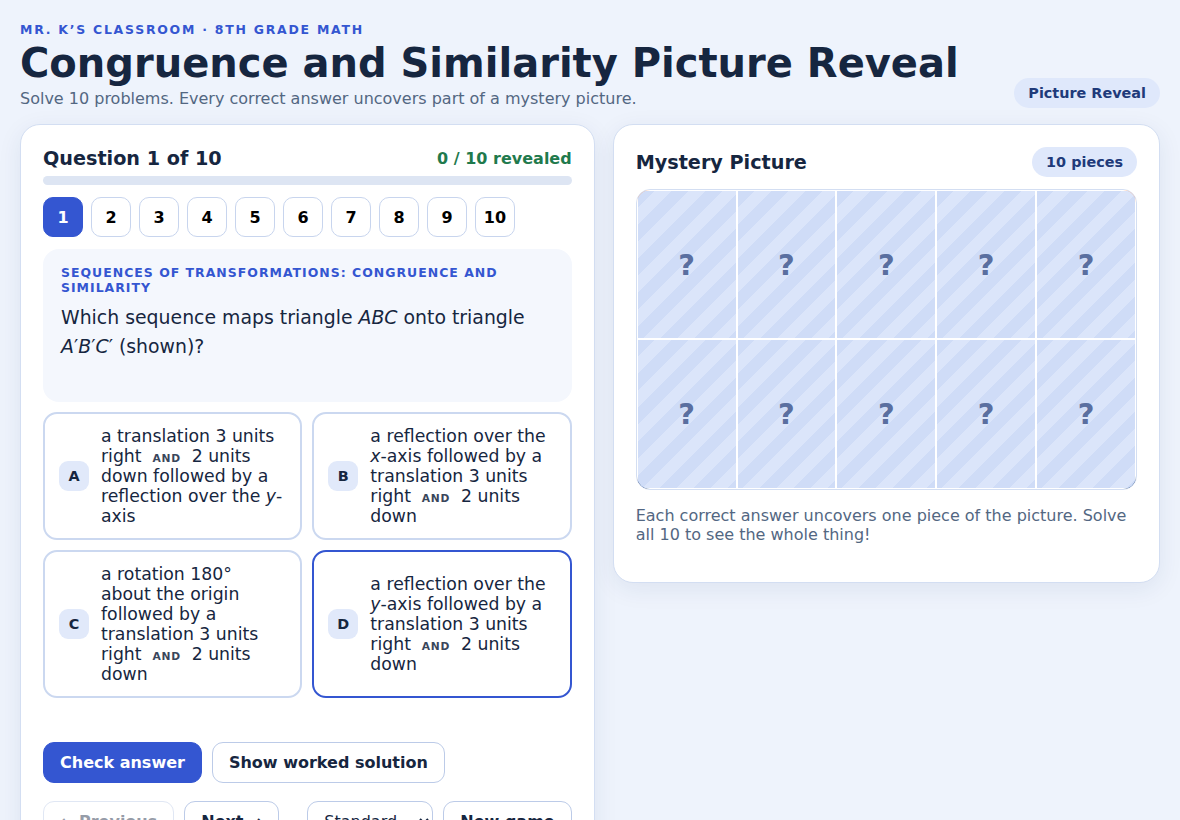 MR. K’S CLASSROOM · 8TH GRADE MATH
Congruence and Similarity Picture Reveal
Solve 10 problems. Every correct answer uncovers part of a mystery picture.
Picture Reveal
Question 1 of 10
0 / 10 revealed
1 2 3 4 5 6 7 8 9 10
SEQUENCES OF TRANSFORMATIONS: CONGRUENCE AND
SIMILARITY
Which sequence maps triangle ABC onto triangle
A′B′C′ (shown)?
A
a translation 3 units
right AND 2 units
down followed by a
reflection over the y-
axis
B
a reflection over the
x-axis followed by a
translation 3 units
right AND 2 units
down
C
a rotation 180°
about the origin
followed by a
translation 3 units
right AND 2 units
down
D
a reflection over the
y-axis followed by a
translation 3 units
right AND 2 units
down
Check answer
Show worked solution
Previous
Next
Standard
New game
Mystery Picture
10 pieces
? ? ? ? ?
? ? ? ? ?
Each correct answer uncovers one piece of the picture. Solve
all 10 to see the whole thing!